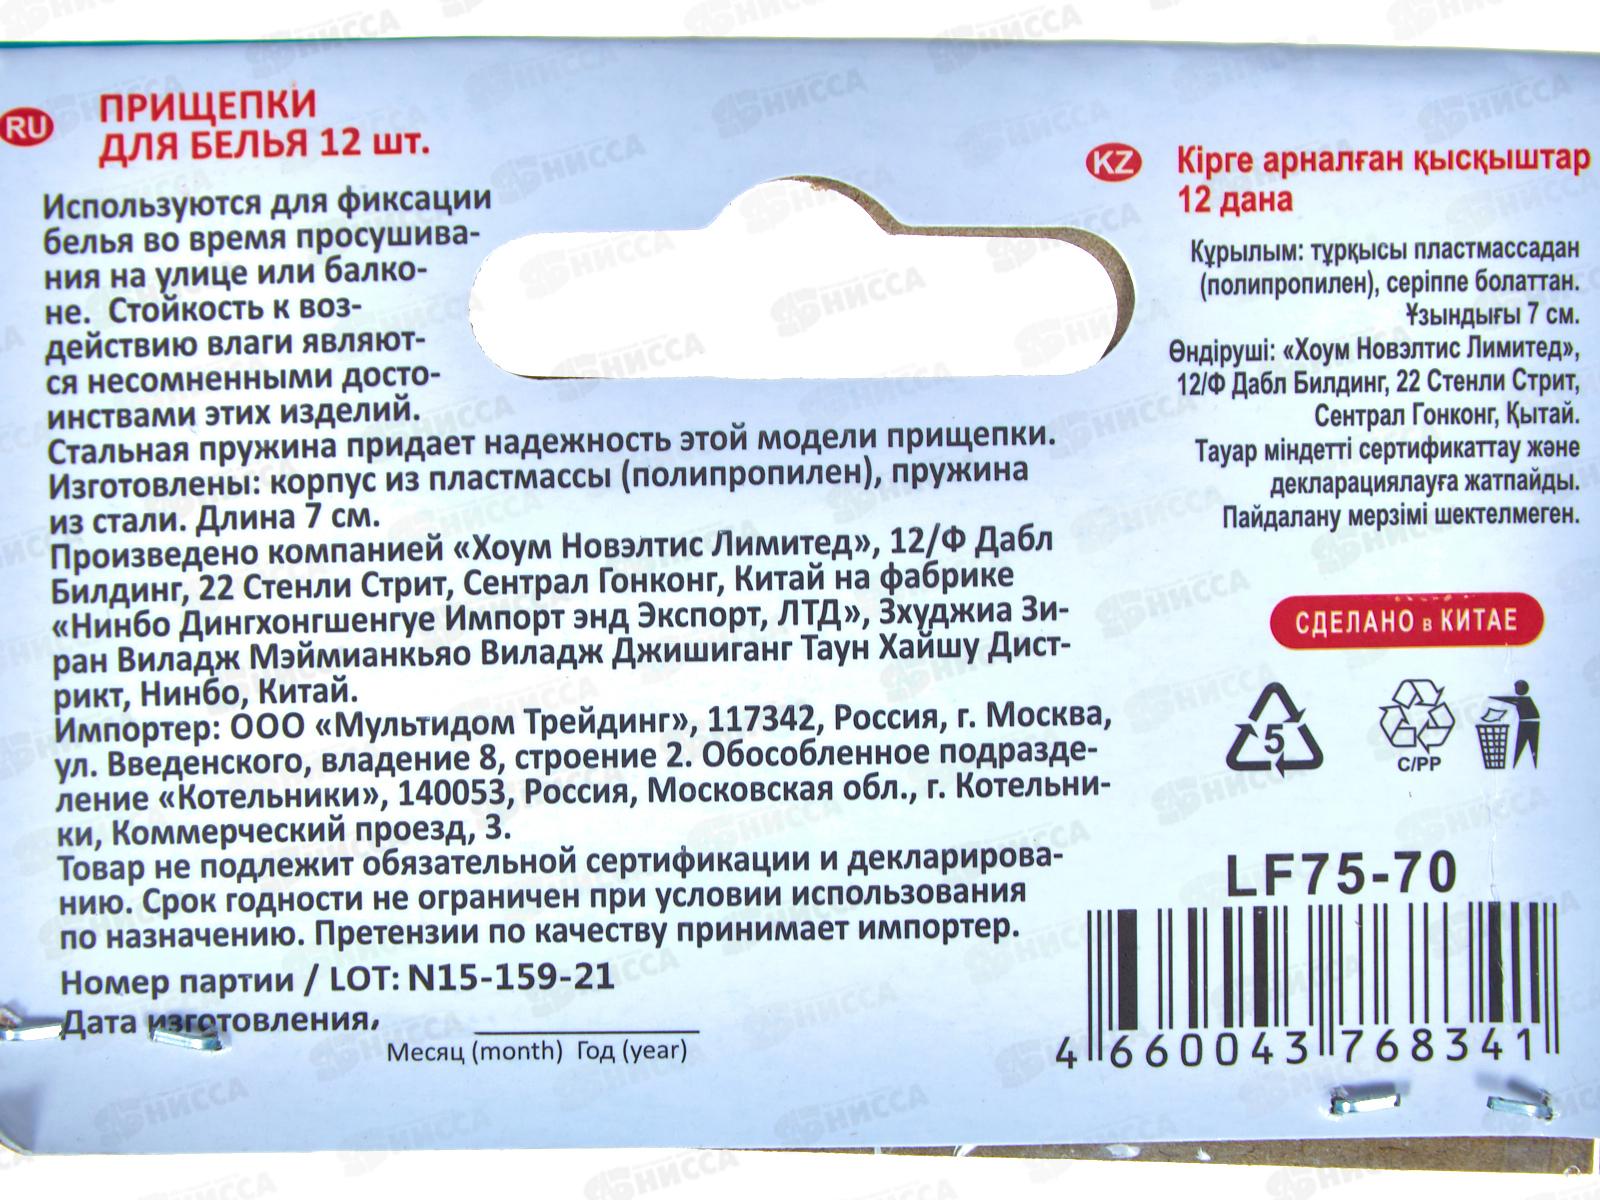 RU
ПРИЩЕПКИ
ДЛЯ БЕЛЬЯ 12 шт.
Используются для фиксации
белья во время просушива-
ния на улице или балко-
не. Стойкость к воз-
действию влаги являют-
ся несомненными досто-
инствами этих изделий.
Стальная пружина придает надежность этой модели прищепки.
Изготовлены: корпус из пластмассы (полипропилен), пружина
из стали. Длина 7 см.
Произведено компанией «Хоум Новэлтис Лимитед», 12/Ф Дабл
Билдинг, 22 Стенли Стрит, Сентрал Гонконг, Китай на фабрике
«Нинбо Дингхонгшенгуе Импорт энд Экспорт, ЛТД», Зхуджиа Зи-
ран Виладж Мэймианкьяо Виладж Джишиганг Таун Хайшу Дист-
рикт, Нинбо, Китай.
Импортер: ООО «Мультидом Трейдинг», 117342, Россия, г. Москва,
ул. Введенского, владение 8, строение 2. Обособленное подразде-
ление «Котельники», 140053, Россия, Московская обл., г. Котельни-
ки, Коммерческий проезд, 3.
Товар не подлежит обязательной сертификации и декларирова-
нию. Срок годности не ограничен при условии использования
по назначению. Претензии по качеству принимает импортер.
Номер партии / LOT: N15-159-21
Дата изготовления,
Месяц (month) Год (year)
KZ
Кірге арналған қысқыштар
12 дана
Құрылым: тұрқысы пластмассадан
(полипропилен), серіппе болаттан.
Ұзындығы 7 см.
Өндіруші: «Хоум Новэлтис Лимитед»,
12/Ф Дабл Билдинг, 22 Стенли Стрит,
Сентрал Гонконг, Қытай.
Тауар міндетті сертификаттау және
декларациялауға жатпайды.
Пайдалану мерзімі шектелмеген.
СДЕЛАНО в КИТАЕ
5
C/PP
LF75-70
4 660043 768341
НИССА